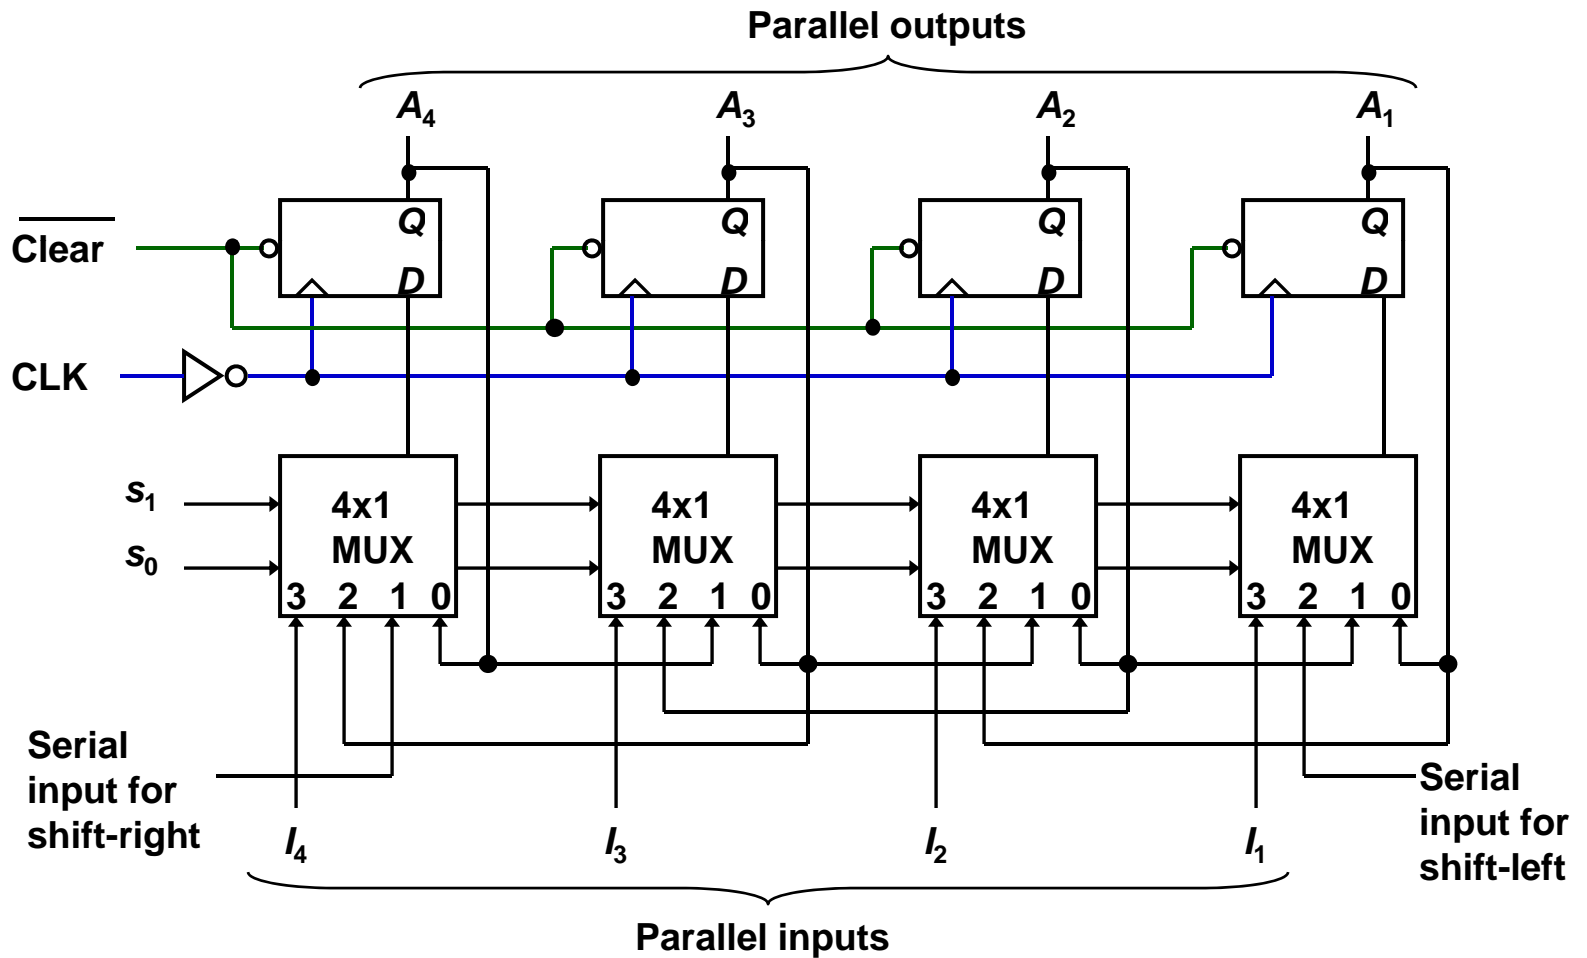 Parallel outputs
A4 A3 A2 A1
Q Q Q Q
Clear
D D D D
CLK
s1
4x1 MUX 4x1 MUX 4x1 MUX 4x1 MUX
s0
3 2 1 0 3 2 1 0 3 2 1 0 3 2 1 0
Serial
input for
shift-right
Serial
input for
shift-left
I4 I3 I2 I1
Parallel inputs